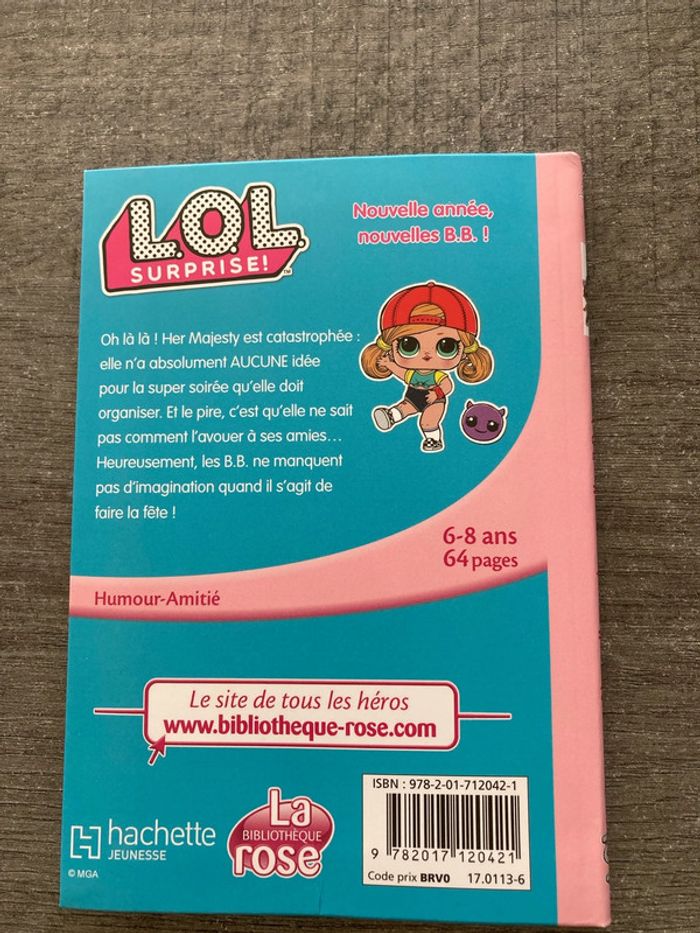 L.O.L.
SURPRISE!
™
Nouvelle année,
nouvelles B.B. !
Oh là là ! Her Majesty est catastrophée :
elle n'a absolument AUCUNE idée
pour la super soirée qu'elle doit
organiser. Et le pire, c'est qu'elle ne sait
pas comment l'avouer à ses amies...
Heureusement, les B.B. ne manquent
pas d'imagination quand il s'agit de
faire la fête !
6-8 ans
64 pages
Humour-Amitié
Le site de tous les héros
www.bibliotheque-rose.com
hachette
JEUNESSE
© MGA
La
BIBLIOTHÈQUE
rose
ISBN : 978-2-01-712042-1
9 782017 120421
Code prix BRV0 17.0113-6